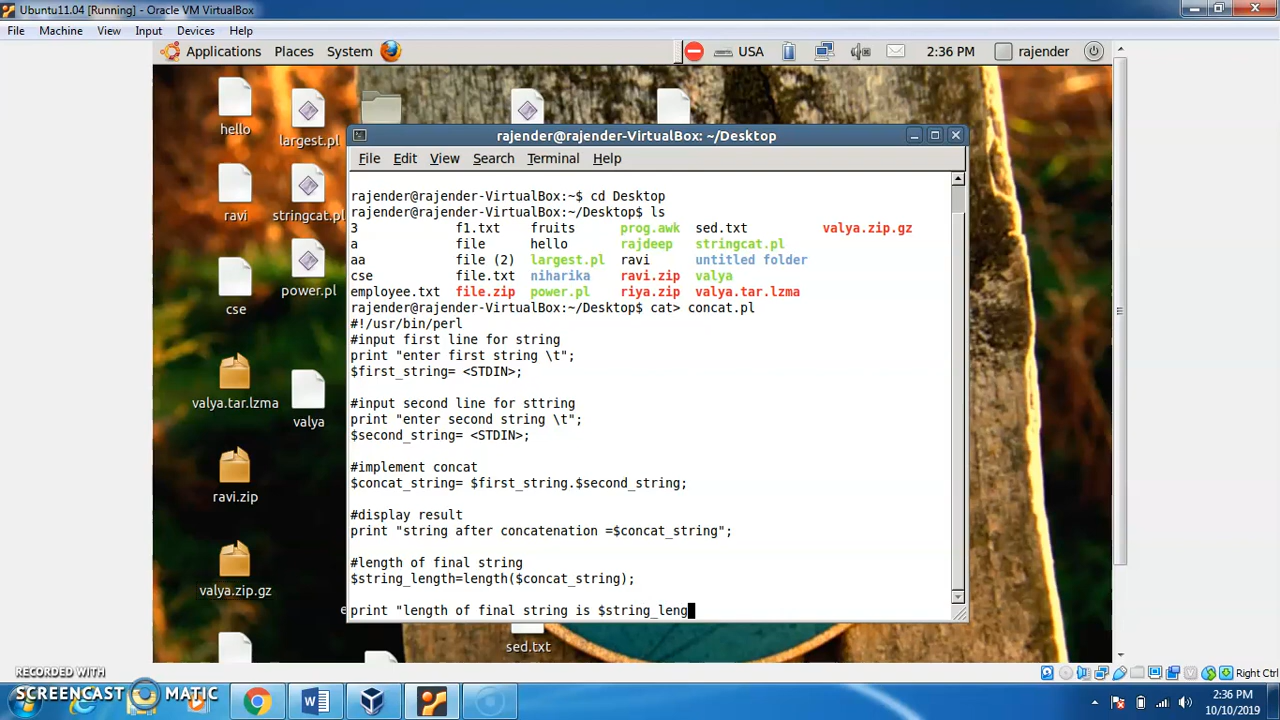 Ubuntu11.04 [Running] - Oracle VM VirtualBox
File Machine View Input Devices Help
Applications Places System USA 2:36 PM rajender
hello
largest.pl
ravi
stringcat.pl
cse
power.pl
valya.tar.lzma
valya
ravi.zip
valya.zip.gz
sed.txt
rajender@rajender-VirtualBox: ~/Desktop
File Edit View Search Terminal Help
rajender@rajender-VirtualBox:~$ cd Desktop
rajender@rajender-VirtualBox:~/Desktop$ ls
3 f1.txt fruits prog.awk sed.txt valya.zip.gz
a file hello rajdeep stringcat.pl
aa file (2) largest.pl ravi untitled folder
cse file.txt niharika ravi.zip valya
employee.txt file.zip power.pl riya.zip valya.tar.lzma
rajender@rajender-VirtualBox:~/Desktop$ cat> concat.pl
#!/usr/bin/perl
#input first line for string
print "enter first string \t";
$first_string= <STDIN>;
#input second line for sttring
print "enter second string \t";
$second_string= <STDIN>;
#implement concat
$concat_string= $first_string.$second_string;
#display result
print "string after concatenation =$concat_string";
#length of final string
$string_length=length($concat_string);
print "length of final string is $string_leng
Right Ctrl
RECORDED WITH
SCREENCAST MATIC
2:36 PM
10/10/2019